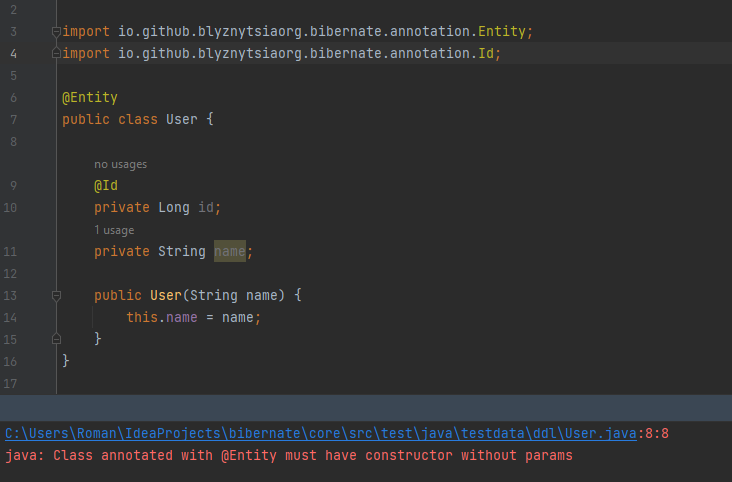 2
3 import io.github.blyznytsiaorg.bibernate.annotation.Entity;
4 import io.github.blyznytsiaorg.bibernate.annotation.Id;
5
6 @Entity
7 public class User {
8
no usages
9 @Id
10 private Long id;
1 usage
11 private String name;
12
13 public User(String name) {
14 this.name = name;
15 }
16 }
17
C:\Users\Roman\IdeaProjects\bibernate\core\src\test\java\testdata\ddl\User.java:8:8
java: Class annotated with @Entity must have constructor without params